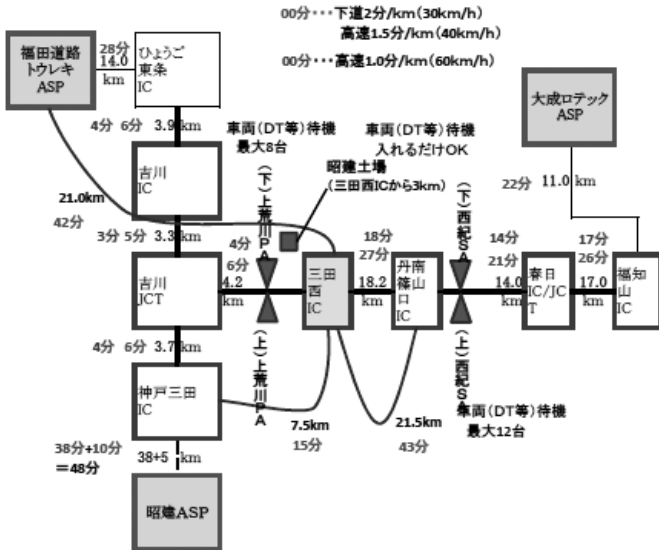 00分・・・下道2分/km(30km/h)
高速1.5分/km(40km/h)
00分・・・高速1.0分/km(60km/h)
福田道路
トウレキ
ASP
28分
14.0
km
ひょうご
東条
IC
大成ロテック
ASP
4分 6分 3.9 km
車両(DT等)待機
最大8台
車両(DT等)待機
入れるだけOK
昭建土場
(三田西ICから3km)
吉川
IC
(下)上荒川PA
(下)西紀SA
22分 11.0 km
21.0km
42分
3分 5分 3.3 km
4分
6分
4.2
km
18分
27分
18.2
km
14分
21分
14.0
km
17分
26分
17.0
km
吉川
JCT
三田
西
IC
丹南
篠山
口
IC
春日
IC/JC
T
福知
山IC
4分 6分 3.7 km
(上)上荒川PA
(上)西紀SA
神戸三田
IC
7.5km
15分
21.5km
43分
車両(DT等)待機
最大12台
38分+10分
=48分
38+5 km
昭建ASP